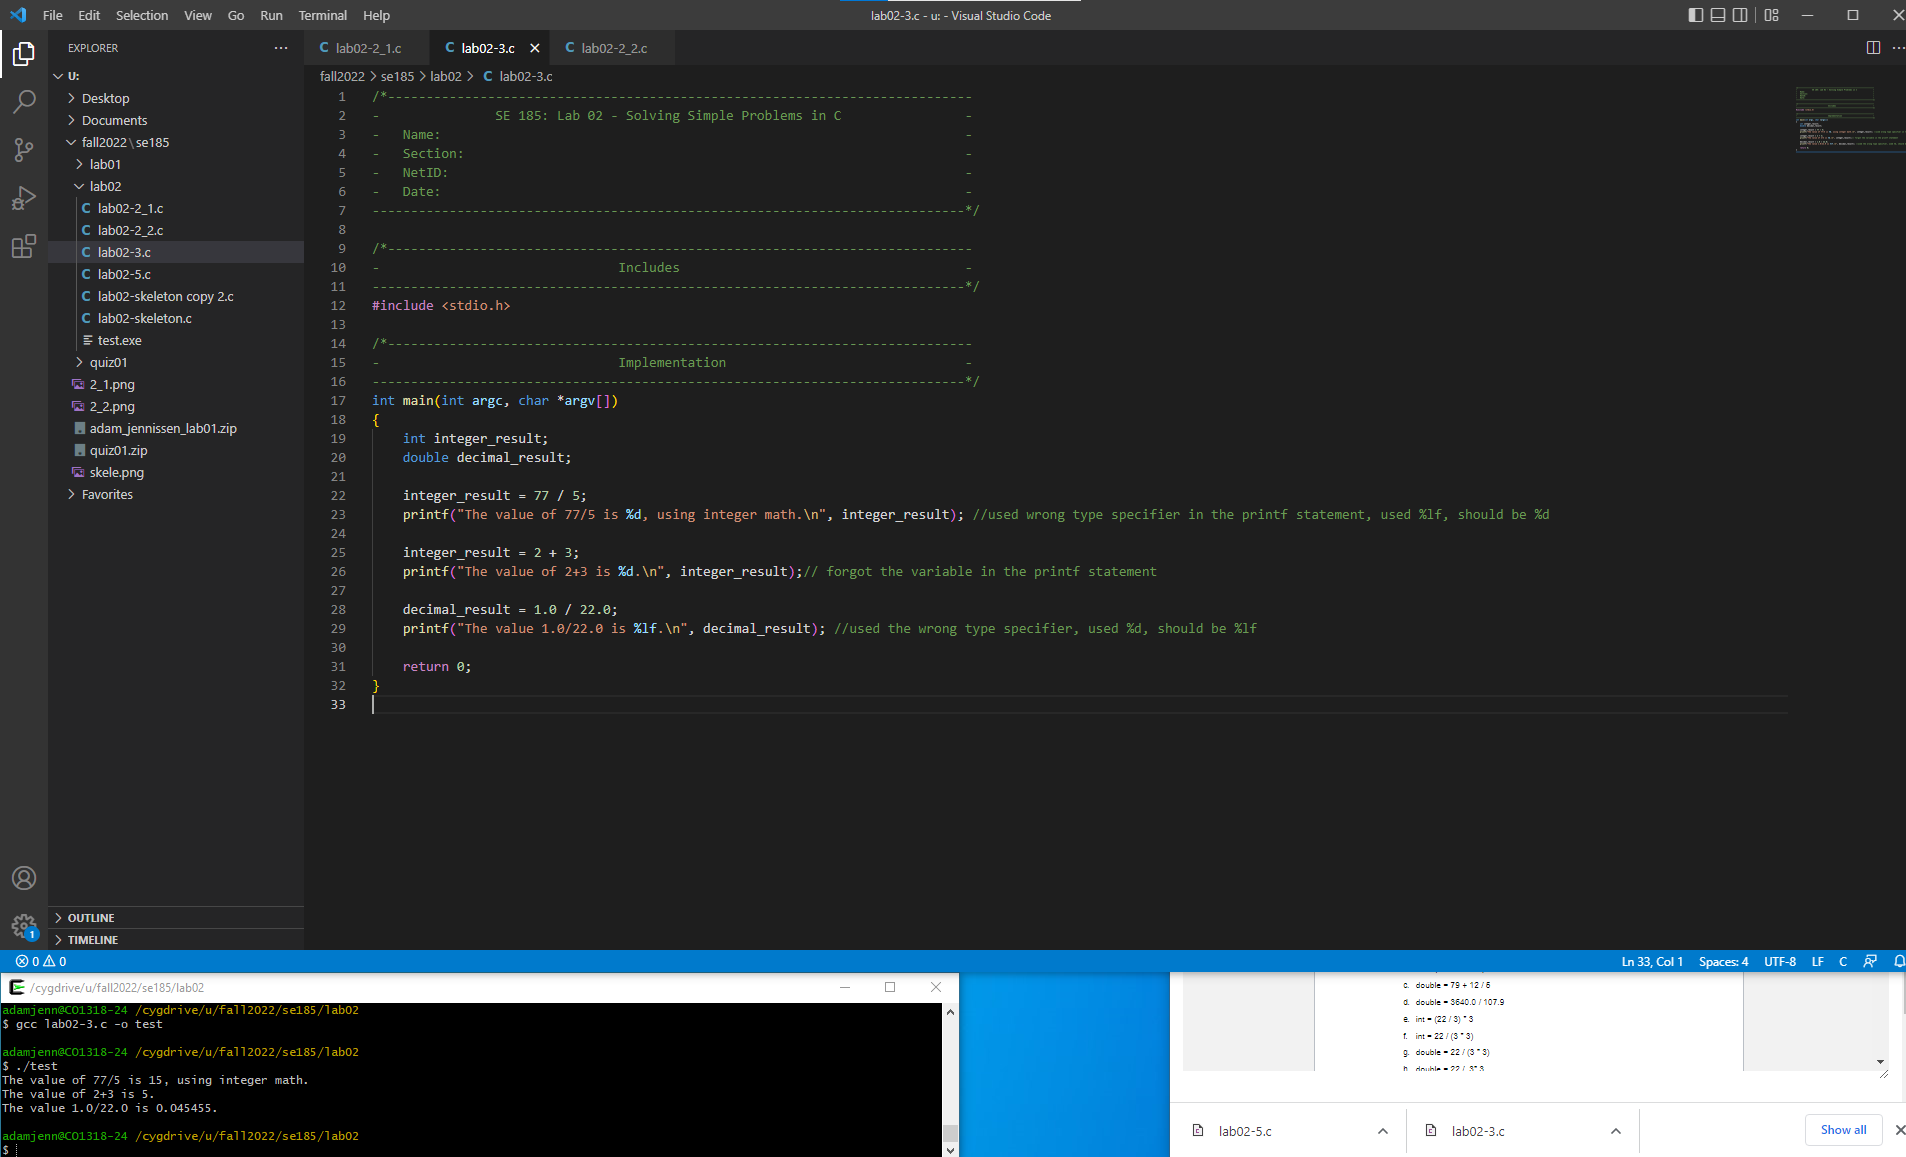 File Edit Selection View Go Run Terminal Help
lab02-3.c - u: - Visual Studio Code
EXPLORER
U:
Desktop
Documents
fall2022\se185
lab01
lab02
lab02-2_1.c
lab02-2_2.c
lab02-3.c
lab02-5.c
lab02-skeleton copy 2.c
lab02-skeleton.c
test.exe
quiz01
2_1.png
2_2.png
adam_jennissen_lab01.zip
quiz01.zip
skele.png
Favorites
OUTLINE
TIMELINE
1
lab02-2_1.c lab02-3.c lab02-2_2.c
fall2022 > se185 > lab02 > C lab02-3.c
1 /*----------------------------------------------------------------------------
2 - SE 185: Lab 02 - Solving Simple Problems in C -
3 - Name: -
4 - Section: -
5 - NetID: -
6 - Date: -
7 -----------------------------------------------------------------------------*/
8
9 /*----------------------------------------------------------------------------
10 - Includes -
11 -----------------------------------------------------------------------------*/
12 #include <stdio.h>
13
14 /*----------------------------------------------------------------------------
15 - Implementation -
16 -----------------------------------------------------------------------------*/
17 int main(int argc, char *argv[])
18 {
19 int integer_result;
20 double decimal_result;
21
22 integer_result = 77 / 5;
23 printf("The value of 77/5 is %d, using integer math.\n", integer_result); //used wrong type specifier in the printf statement, used %lf, should be %d
24
25 integer_result = 2 + 3;
26 printf("The value of 2+3 is %d.\n", integer_result);// forgot the variable in the printf statement
27
28 decimal_result = 1.0 / 22.0;
29 printf("The value 1.0/22.0 is %lf.\n", decimal_result); //used the wrong type specifier, used %d, should be %lf
30
31 return 0;
32 }
33
0 0
Ln 33, Col 1 Spaces: 4 UTF-8 LF C
/cygdrive/u/fall2022/se185/lab02
adamjenn@CO1318-24 /cygdrive/u/fall2022/se185/lab02
$ gcc lab02-3.c -o test
adamjenn@CO1318-24 /cygdrive/u/fall2022/se185/lab02
$ ./test
The value of 77/5 is 15, using integer math.
The value of 2+3 is 5.
The value 1.0/22.0 is 0.045455.
adamjenn@CO1318-24 /cygdrive/u/fall2022/se185/lab02
$
c. double = 79 + 12 / 5
d. double = 3640.0 / 107.9
e. int = (22 / 3) * 3
f. int = 22 / (3 * 3)
g. double = 22 / (3 * 3)
h. double = 22 / 3 * 3
lab02-5.c
lab02-3.c
Show all